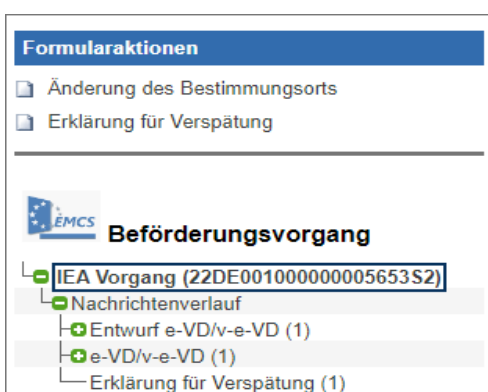 Formularaktionen
Änderung des Bestimmungsorts
Erklärung für Verspätung
EMCS
Beförderungsvorgang
IEA Vorgang (22DE001000000005653S2)
Nachrichtenverlauf
Entwurf e-VD/v-e-VD (1)
e-VD/v-e-VD (1)
Erklärung für Verspätung (1)